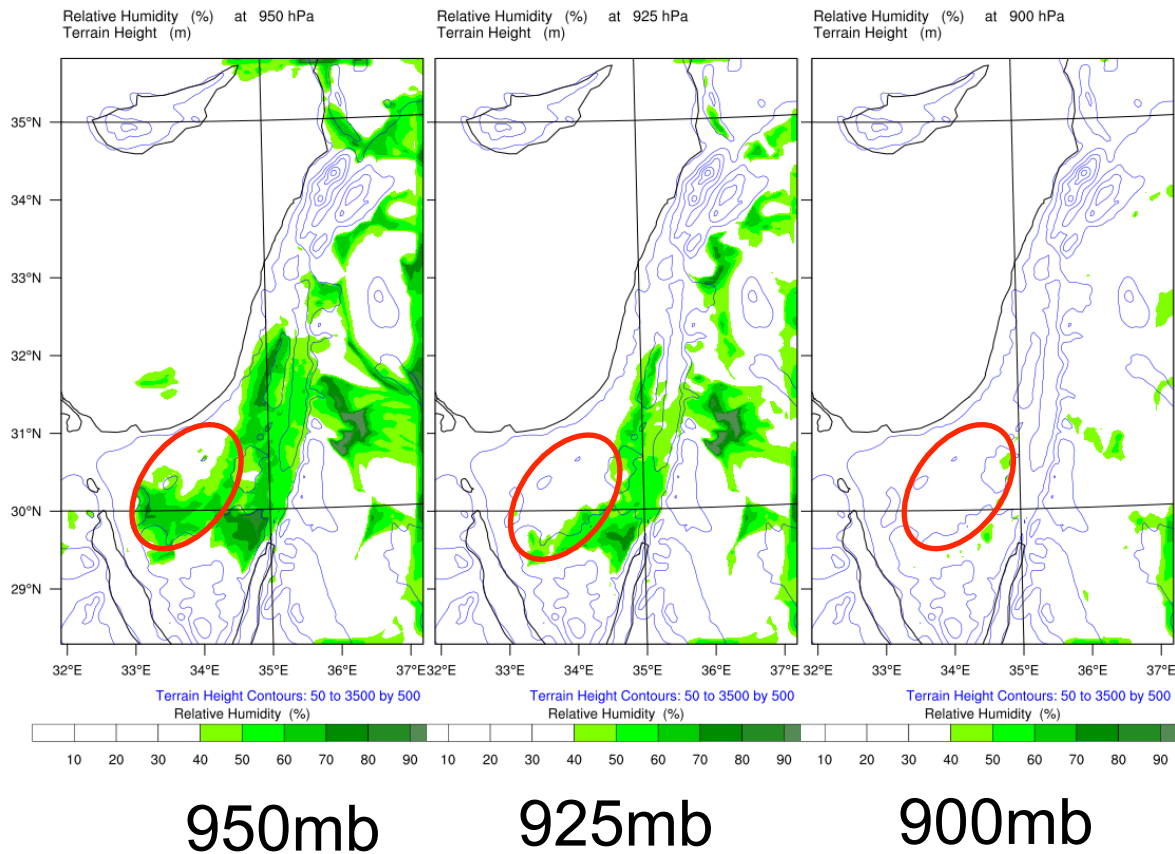 Relative Humidity (%) at 950 hPa
Terrain Height (m)
Relative Humidity (%) at 925 hPa
Terrain Height (m)
Relative Humidity (%) at 900 hPa
Terrain Height (m)
35°N
34°N
33°N
32°N
31°N
30°N
29°N
32°E 33°E 34°E 35°E 36°E 37°E
32°E 33°E 34°E 35°E 36°E 37°E
32°E 33°E 34°E 35°E 36°E 37°E
Terrain Height Contours: 50 to 3500 by 500
Relative Humidity (%)
10 20 30 40 50 60 70 80 90
Terrain Height Contours: 50 to 3500 by 500
Relative Humidity (%)
10 20 30 40 50 60 70 80 90
Terrain Height Contours: 50 to 3500 by 500
Relative Humidity (%)
10 20 30 40 50 60 70 80 90
950mb
925mb
900mb